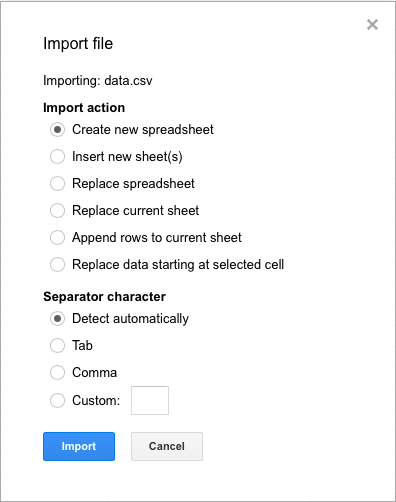 Import file
Importing: data.csv
Import action
Create new spreadsheet
Insert new sheet(s)
Replace spreadsheet
Replace current sheet
Append rows to current sheet
Replace data starting at selected cell
Separator character
Detect automatically
Tab
Comma
Custom:
Import Cancel